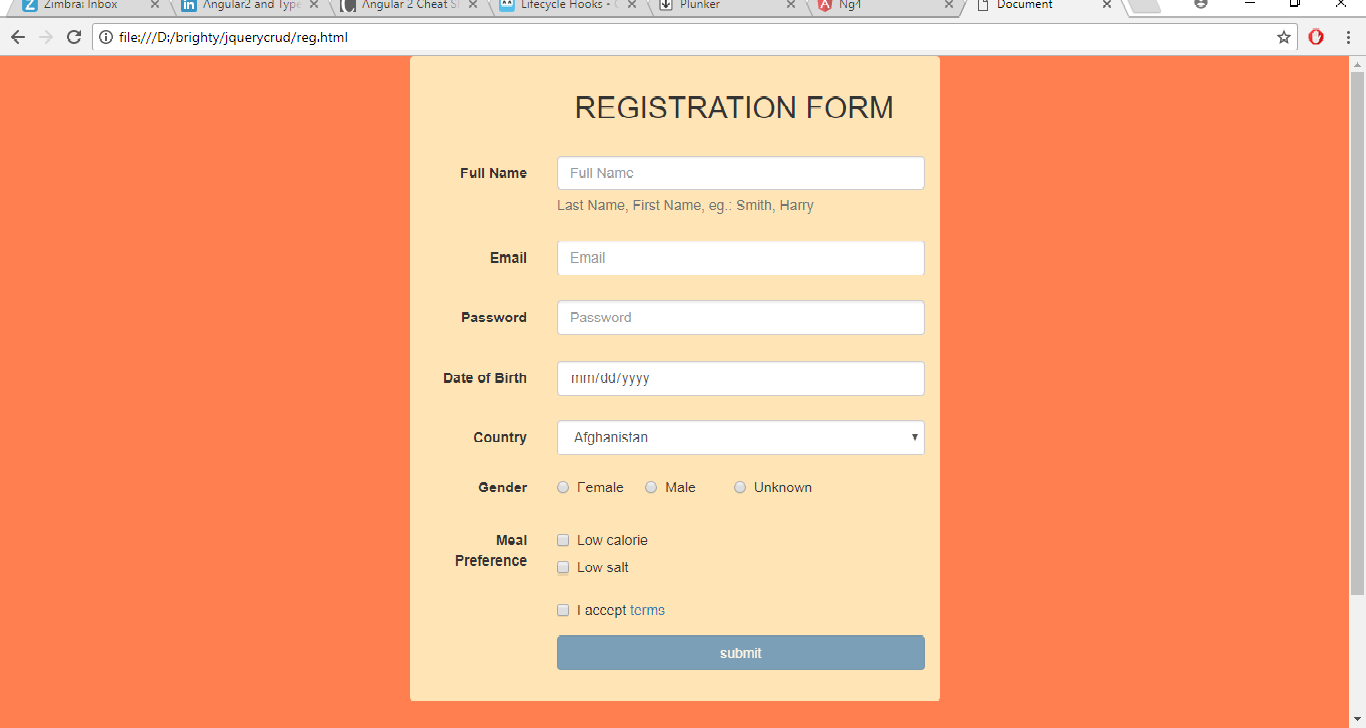 Zimbra: Inbox
Angular2 and Type
Angular 2 Cheat S
Lifecycle Hooks -
Plunker
Ng4
Document
file:///D:/brighty/jquerycrud/reg.html
REGISTRATION FORM
Full Name
Full Name
Last Name, First Name, eg.: Smith, Harry
Email
Email
Password
Password
Date of Birth
mm/dd/yyyy
Country
Afghanistan
Gender
Female
Male
Unknown
Meal
Preference
Low calorie
Low salt
I accept terms
submit